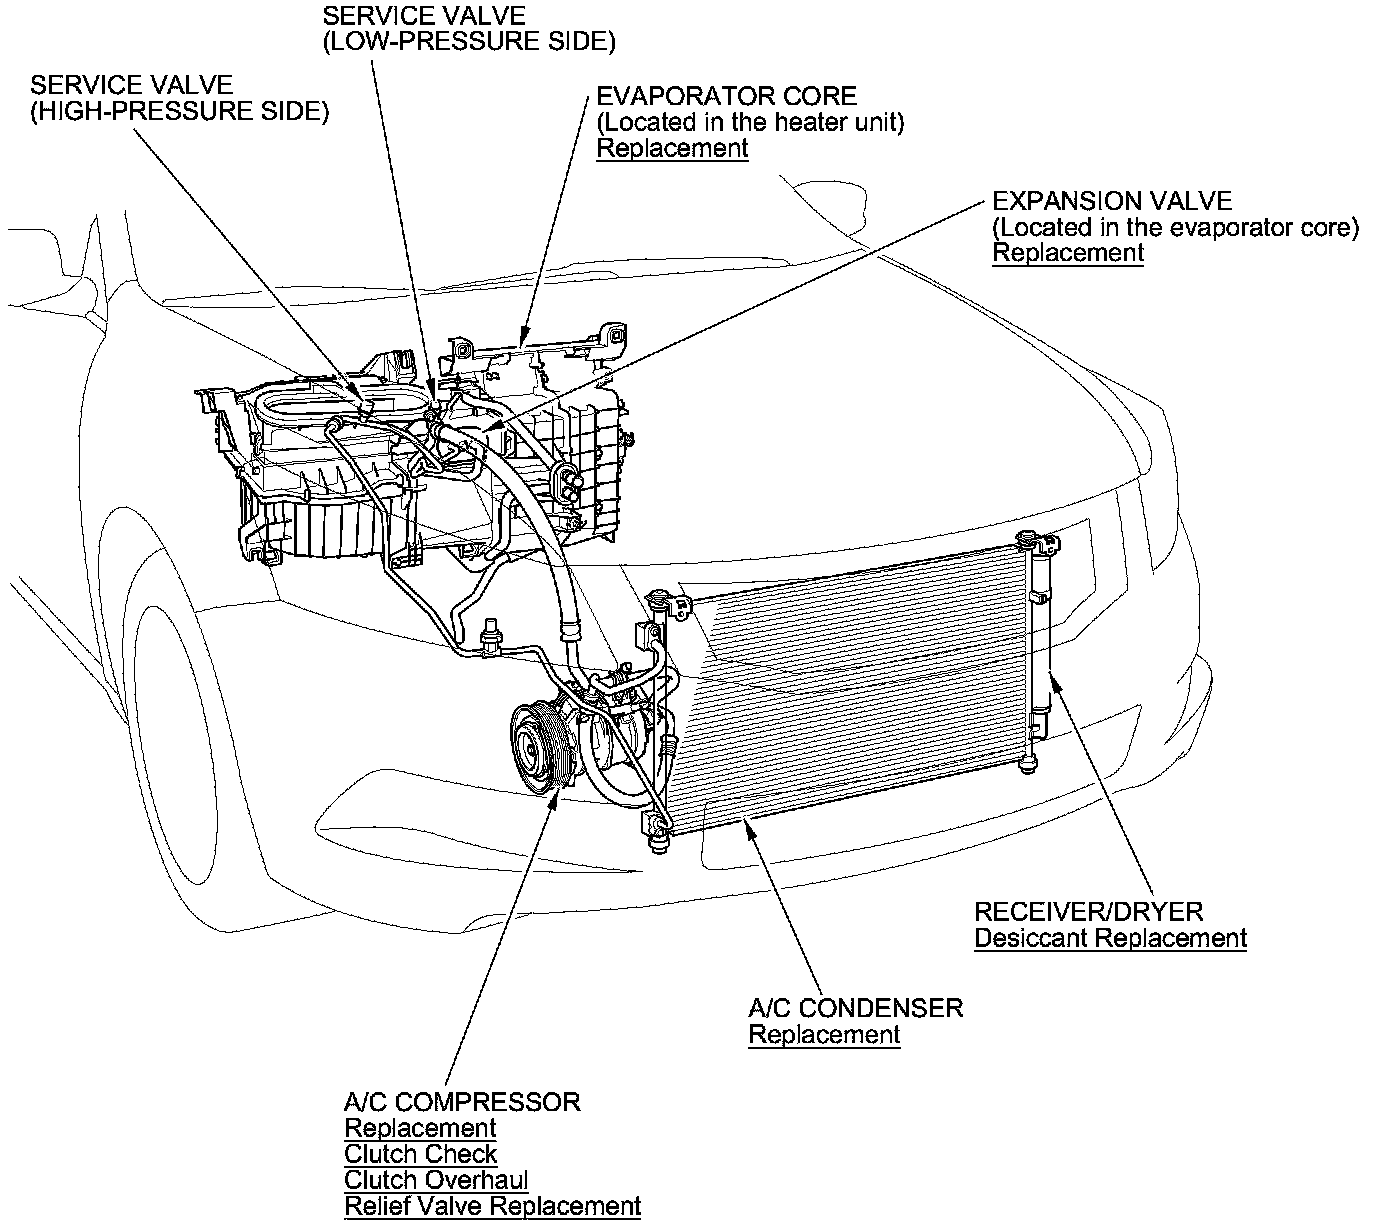 SERVICE VALVE
(LOW-PRESSURE SIDE)
SERVICE VALVE
(HIGH-PRESSURE SIDE)
EVAPORATOR CORE
(Located in the heater unit)
Replacement
EXPANSION VALVE
(Located in the evaporator core)
Replacement
RECEIVER/DRYER
Desiccant Replacement
A/C CONDENSER
Replacement
A/C COMPRESSOR
Replacement
Clutch Check
Clutch Overhaul
Relief Valve Replacement